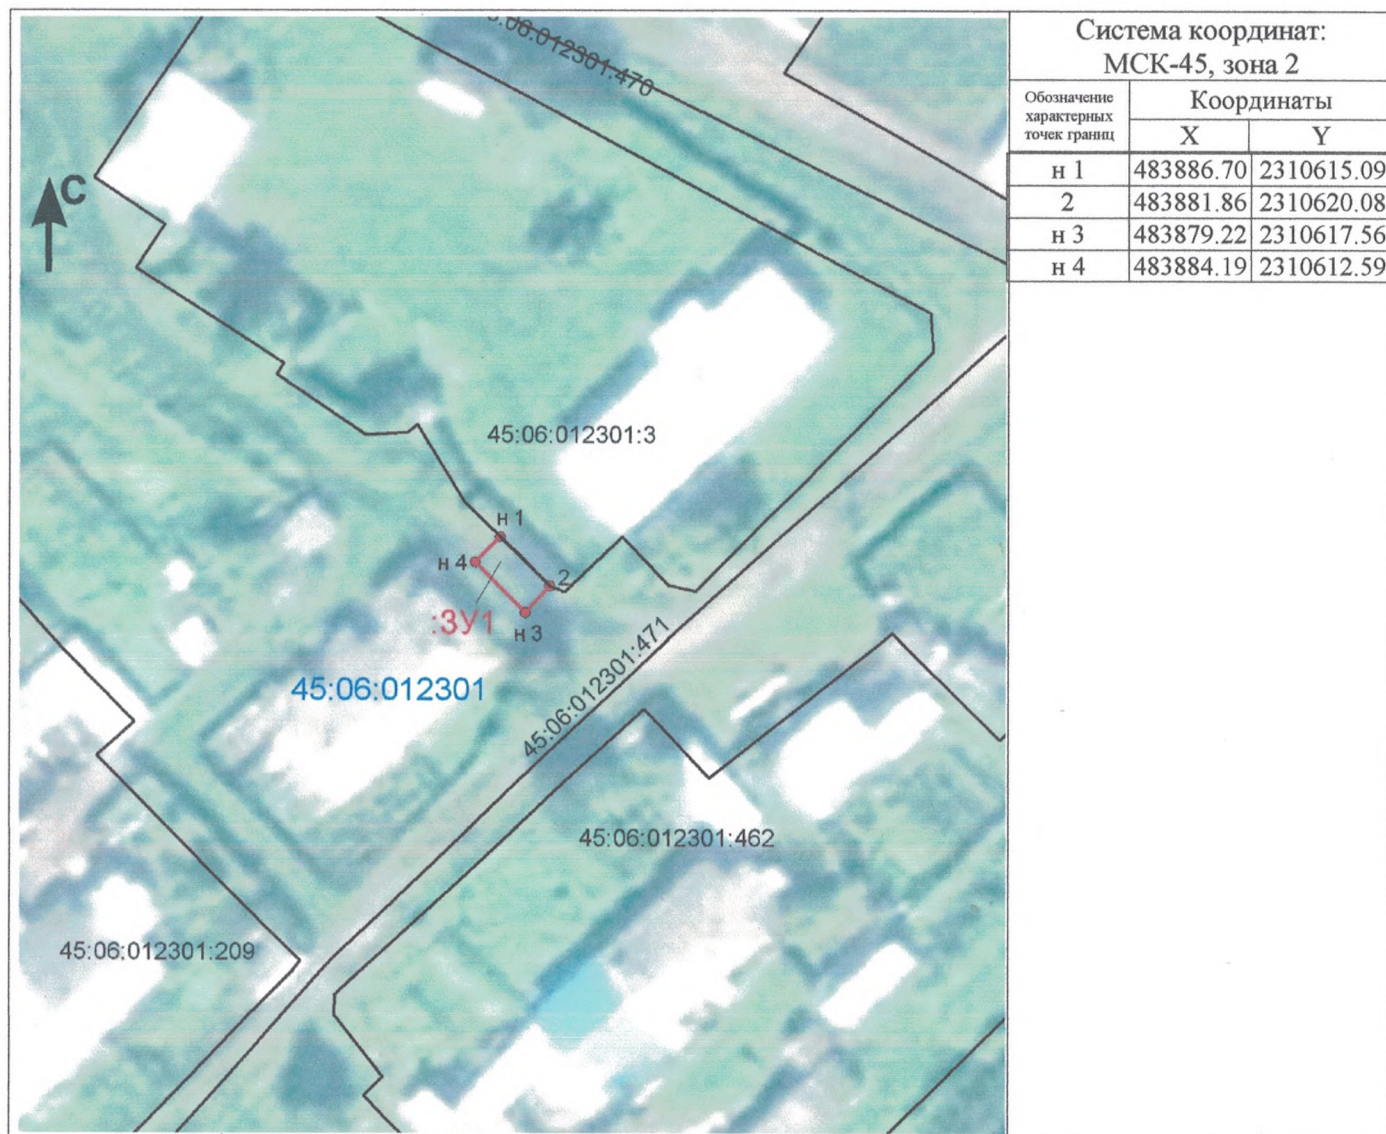 Система координат:
МСК-45, зона 2
Обозначение характерных точек границ
Координаты
X Y
н 1 483886.70 2310615.09
2 483881.86 2310620.08
н 3 483879.22 2310617.56
н 4 483884.19 2310612.59
:06:012301:470
С
45:06:012301:3
н 1
н 4
2
:ЗУ1
н 3
45:06:012301
45:06:012301:471
45:06:012301:462
45:06:012301:209